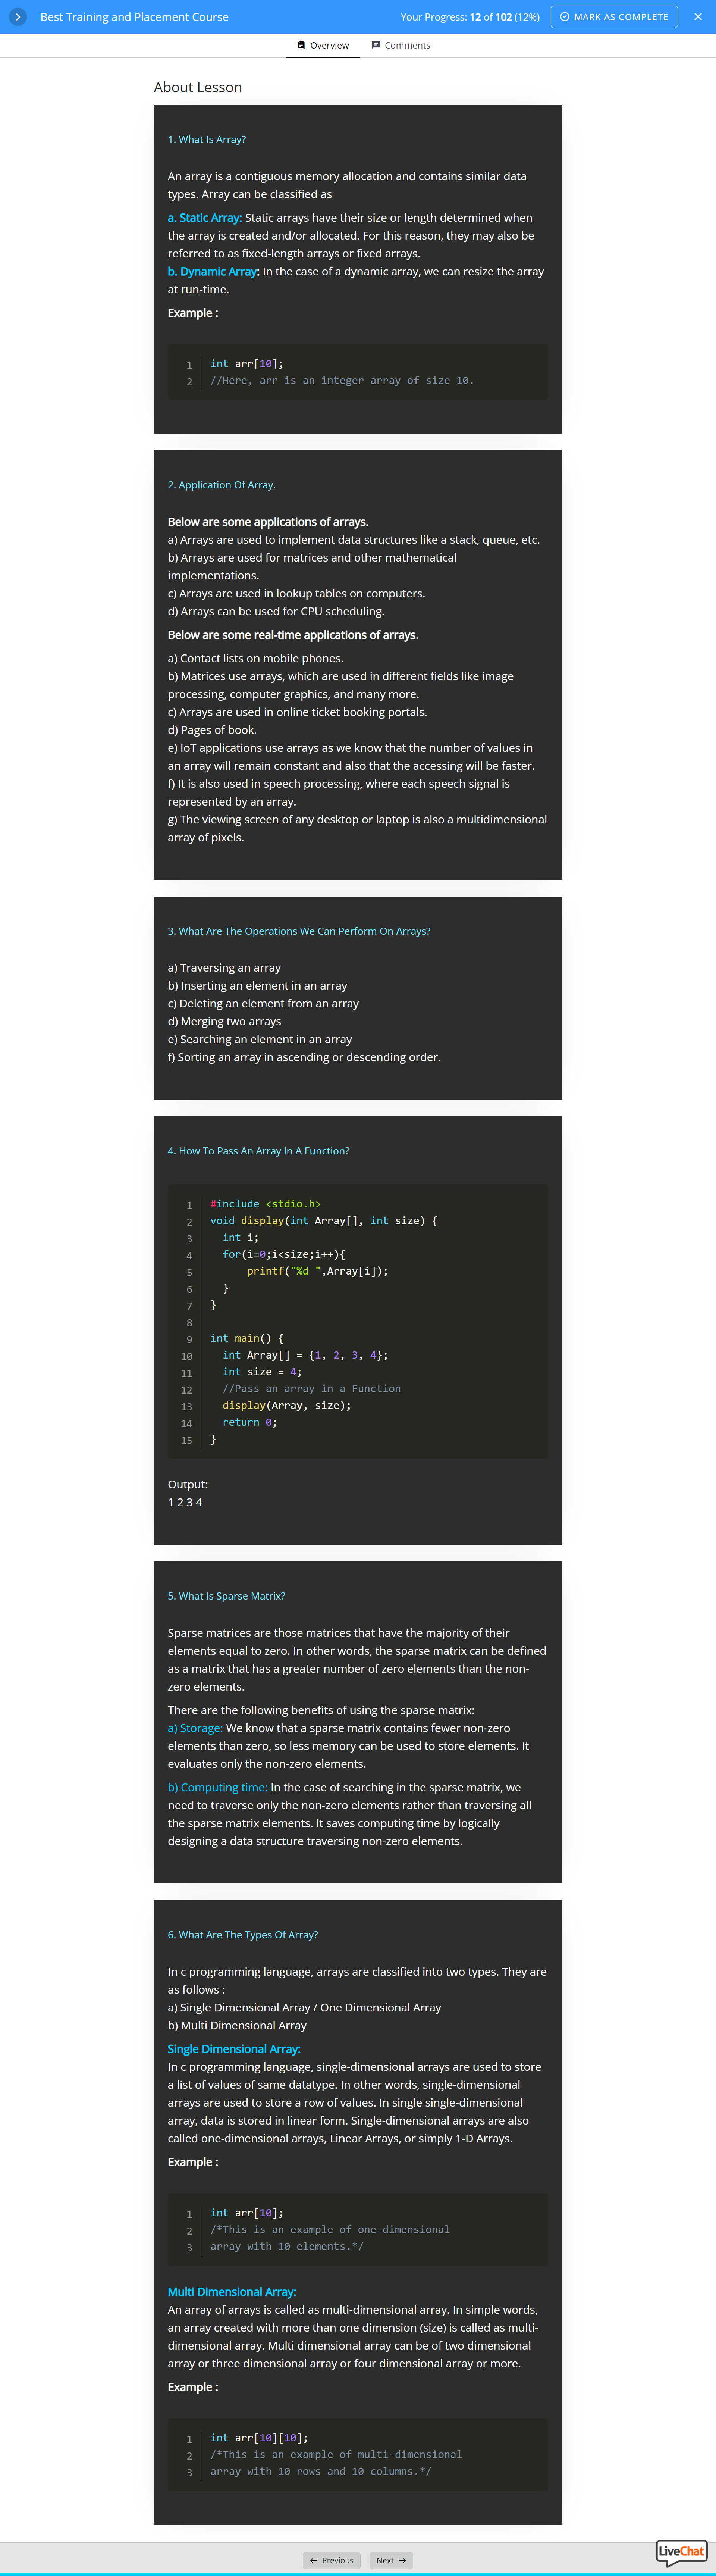 Best Training and Placement Course
Your Progress: 12 of 102 (12%)
MARK AS COMPLETE
Overview
Comments
About Lesson
1. What Is Array?
An array is a contiguous memory allocation and contains similar data
types. Array can be classified as
a. Static Array: Static arrays have their size or length determined when
the array is created and/or allocated. For this reason, they may also be
referred to as fixed-length arrays or fixed arrays.
b. Dynamic Array: In the case of a dynamic array, we can resize the array
at run-time.
Example :
1 int arr[10];
2 //Here, arr is an integer array of size 10.
2. Application Of Array.
Below are some applications of arrays.
a) Arrays are used to implement data structures like a stack, queue, etc.
b) Arrays are used for matrices and other mathematical
implementations.
c) Arrays are used in lookup tables on computers.
d) Arrays can be used for CPU scheduling.
Below are some real-time applications of arrays.
a) Contact lists on mobile phones.
b) Matrices use arrays, which are used in different fields like image
processing, computer graphics, and many more.
c) Arrays are used in online ticket booking portals.
d) Pages of book.
e) IoT applications use arrays as we know that the number of values in
an array will remain constant and also that the accessing will be faster.
f) It is also used in speech processing, where each speech signal is
represented by an array.
g) The viewing screen of any desktop or laptop is also a multidimensional
array of pixels.
3. What Are The Operations We Can Perform On Arrays?
a) Traversing an array
b) Inserting an element in an array
c) Deleting an element from an array
d) Merging two arrays
e) Searching an element in an array
f) Sorting an array in ascending or descending order.
4. How To Pass An Array In A Function?
1 #include <stdio.h>
2 void display(int Array[], int size) {
3 int i;
4 for(i=0;i<size;i++){
5 printf("%d ",Array[i]);
6 }
7 }
8
9 int main() {
10 int Array[] = {1, 2, 3, 4};
11 int size = 4;
12 //Pass an array in a Function
13 display(Array, size);
14 return 0;
15 }
Output:
1 2 3 4
5. What Is Sparse Matrix?
Sparse matrices are those matrices that have the majority of their
elements equal to zero. In other words, the sparse matrix can be defined
as a matrix that has a greater number of zero elements than the non-
zero elements.
There are the following benefits of using the sparse matrix:
a) Storage: We know that a sparse matrix contains fewer non-zero
elements than zero, so less memory can be used to store elements. It
evaluates only the non-zero elements.
b) Computing time: In the case of searching in the sparse matrix, we
need to traverse only the non-zero elements rather than traversing all
the sparse matrix elements. It saves computing time by logically
designing a data structure traversing non-zero elements.
6. What Are The Types Of Array?
In c programming language, arrays are classified into two types. They are
as follows :
a) Single Dimensional Array / One Dimensional Array
b) Multi Dimensional Array
Single Dimensional Array:
In c programming language, single-dimensional arrays are used to store
a list of values of same datatype. In other words, single-dimensional
arrays are used to store a row of values. In single single-dimensional
array, data is stored in linear form. Single-dimensional arrays are also
called one-dimensional arrays, Linear Arrays, or simply 1-D Arrays.
Example :
1 int arr[10];
2 /*This is an example of one-dimensional
3 array with 10 elements.*/
Multi Dimensional Array:
An array of arrays is called as multi-dimensional array. In simple words,
an array created with more than one dimension (size) is called as multi-
dimensional array. Multi dimensional array can be of two dimensional
array or three dimensional array or four dimensional array or more.
Example :
1 int arr[10][10];
2 /*This is an example of multi-dimensional
3 array with 10 rows and 10 columns.*/
Previous
Next
LiveChat